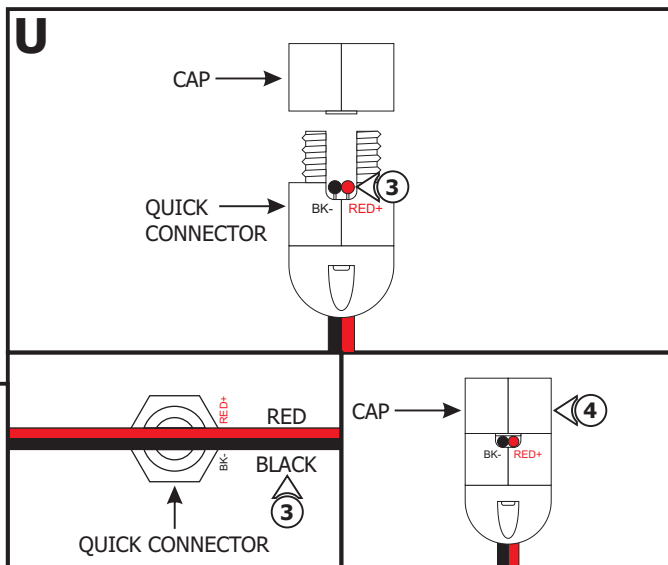 U
CAP
3
QUICK
CONNECTOR
BK- RED+
RED+
RED
BK-
BLACK
3
QUICK CONNECTOR
CAP
4
BK- RED+